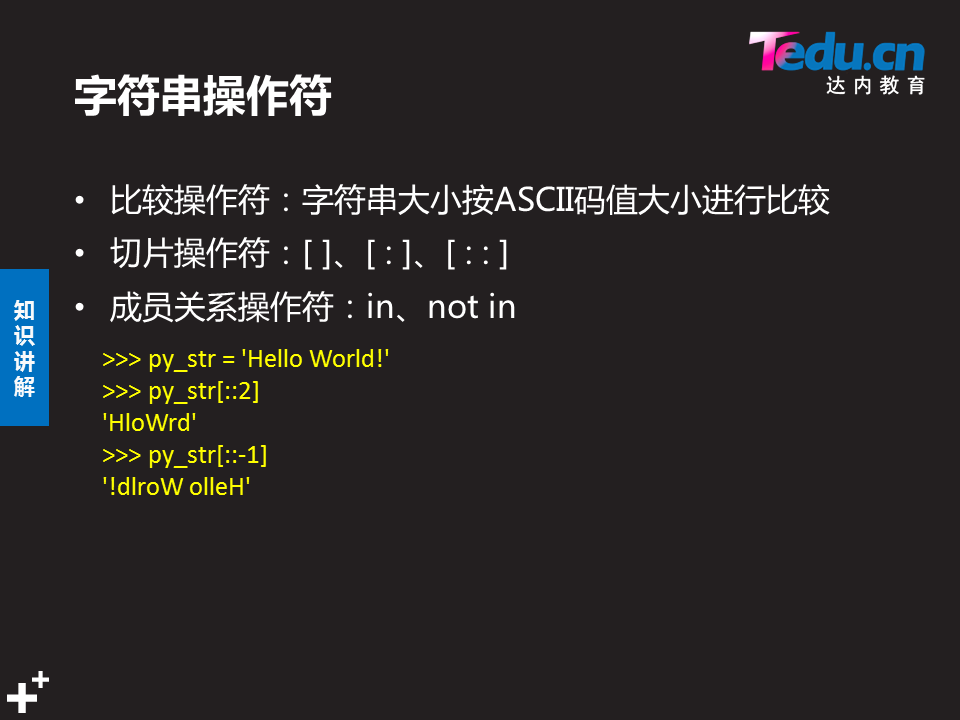 Tedu.cn
达内教育
字符串操作符
• 比较操作符：字符串大小按ASCII码值大小进行比较
• 切片操作符：[ ]、[ : ]、[ : : ]
• 成员关系操作符：in、not in
知识讲解
>>> py_str = 'Hello World!'
>>> py_str[::2]
'HloWrd'
>>> py_str[::-1]
'!dlroW olleH'